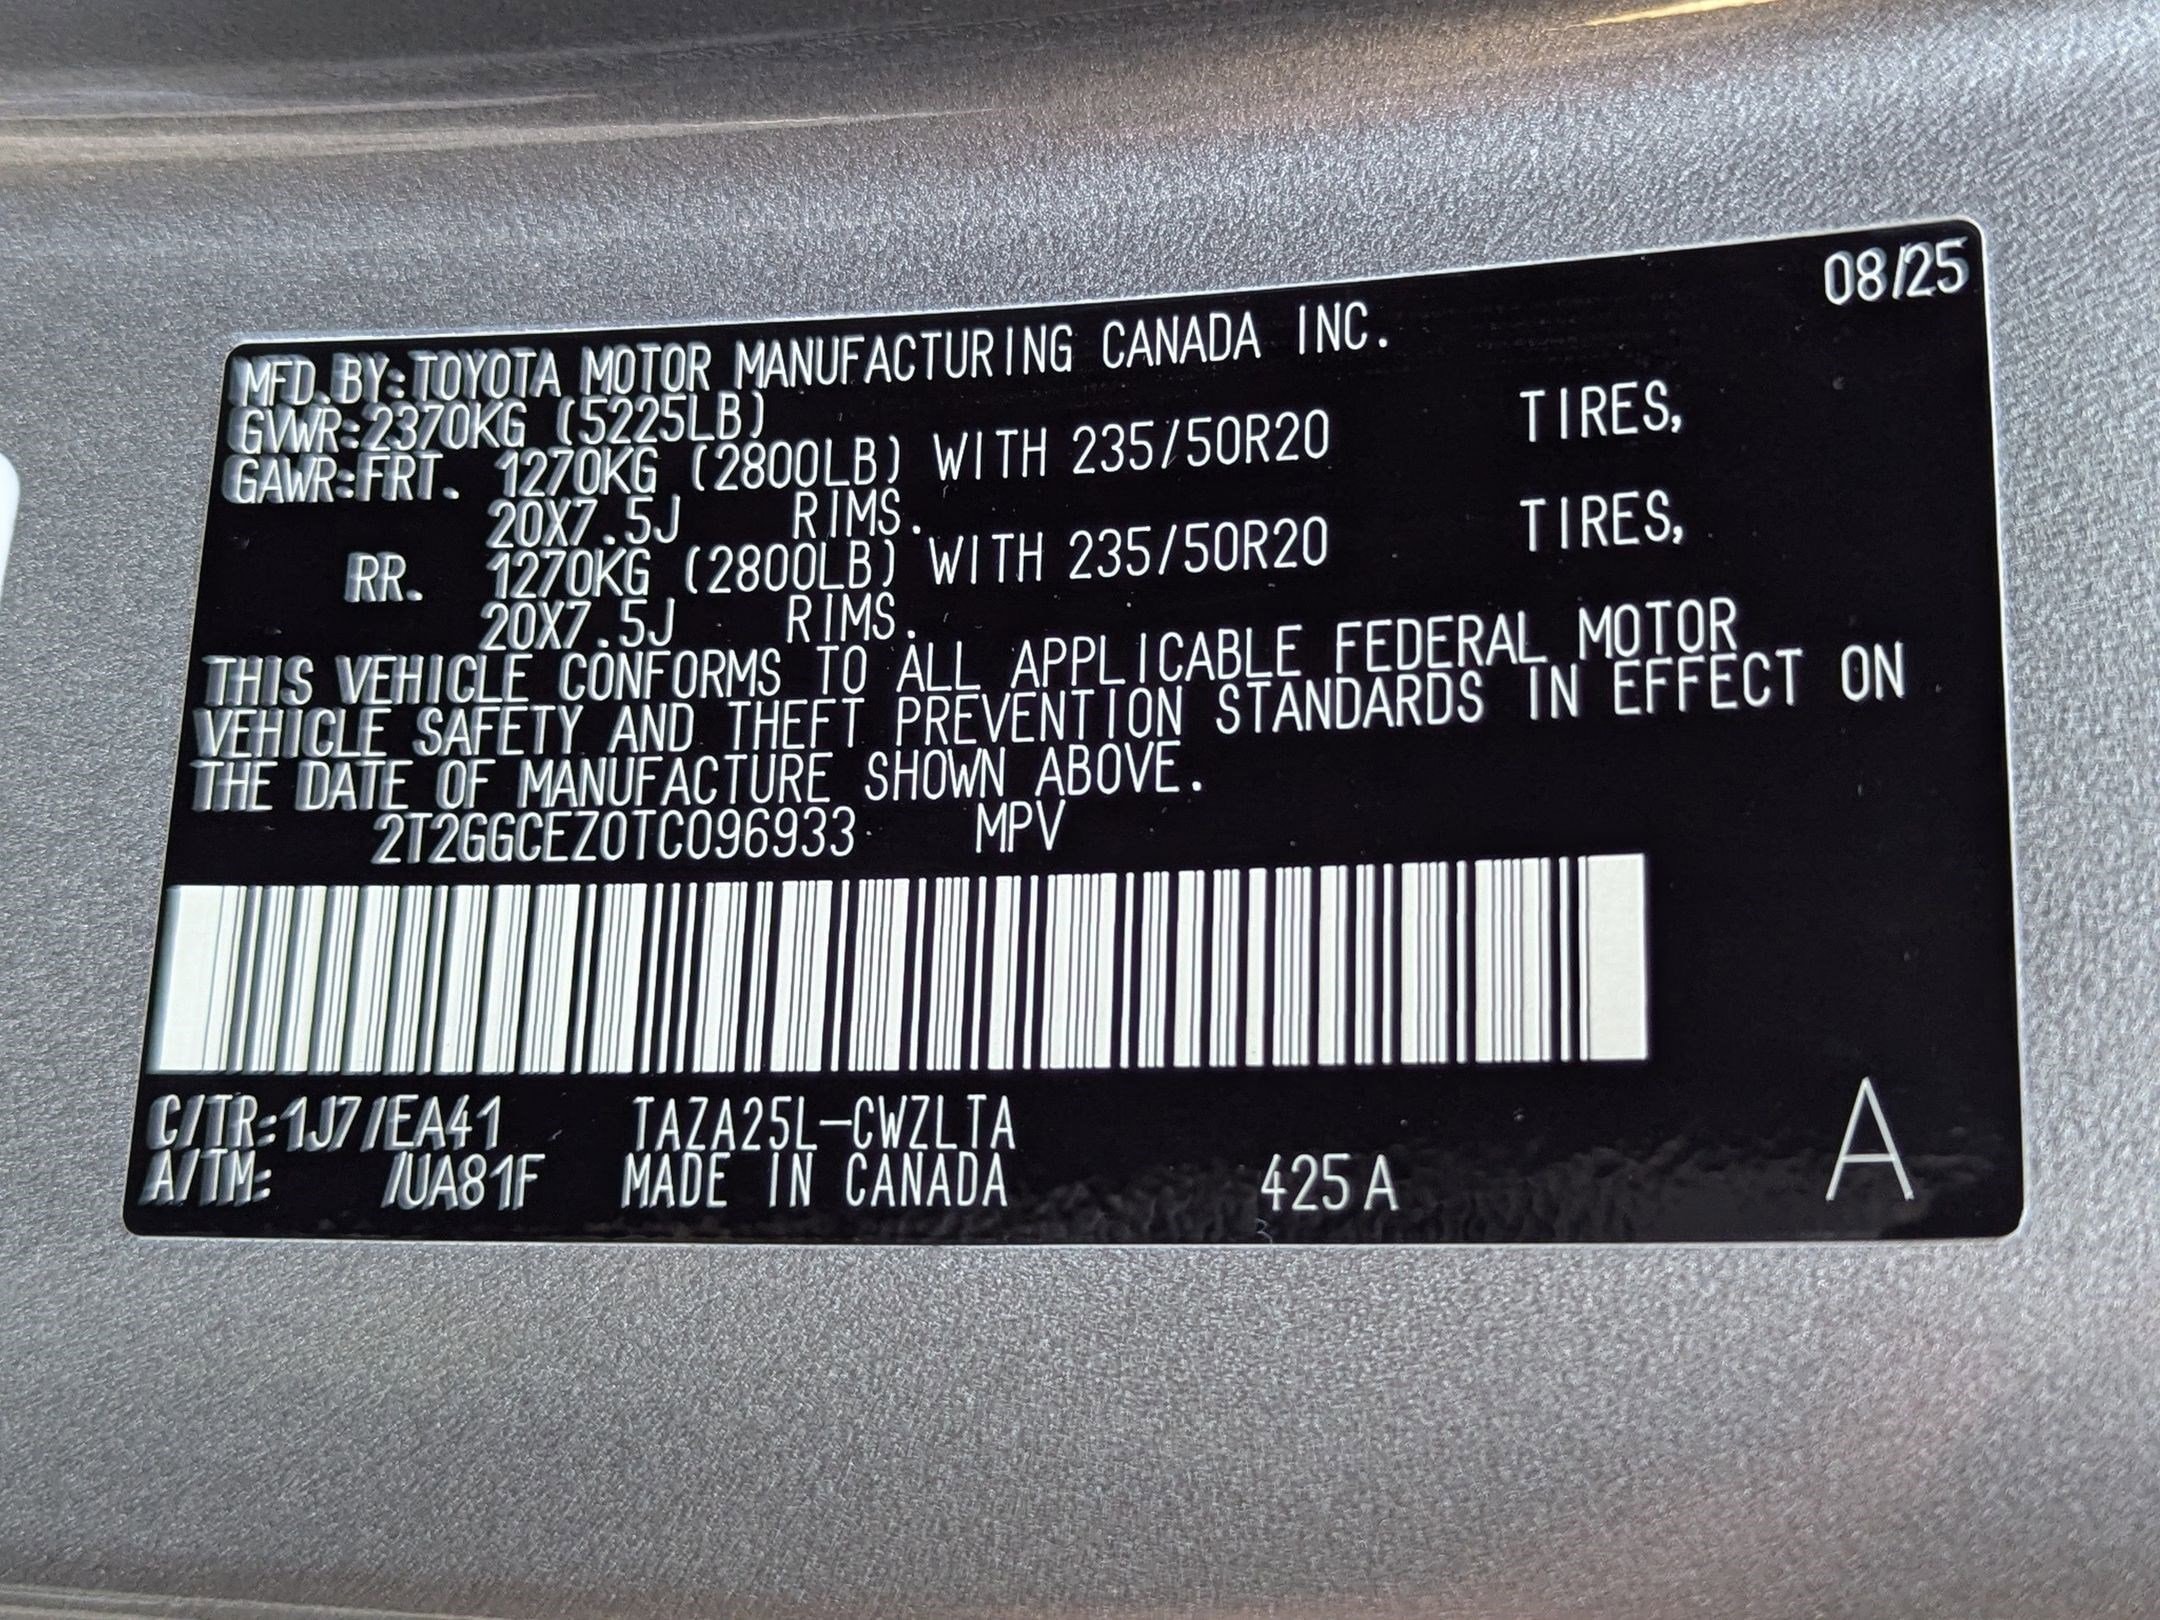 08/25
MFD. BY: TOYOTA MOTOR MANUFACTURING CANADA INC.
GVWR: 2370KG (5225LB)
GAWR: FRT. 1270KG (2800LB) WITH 235/50R20 TIRES,
20X7.5J RIMS.
RR. 1270KG (2800LB) WITH 235/50R20 TIRES,
20X7.5J RIMS.
THIS VEHICLE CONFORMS TO ALL APPLICABLE FEDERAL MOTOR
VEHICLE SAFETY AND THEFT PREVENTION STANDARDS IN EFFECT ON
THE DATE OF MANUFACTURE SHOWN ABOVE.
2T2GGCEZ0TC096933 MPV
C/TR: 1J7/EA41 TAZA25L-CWZLTA
A/TM: /UA81F MADE IN CANADA 425A A